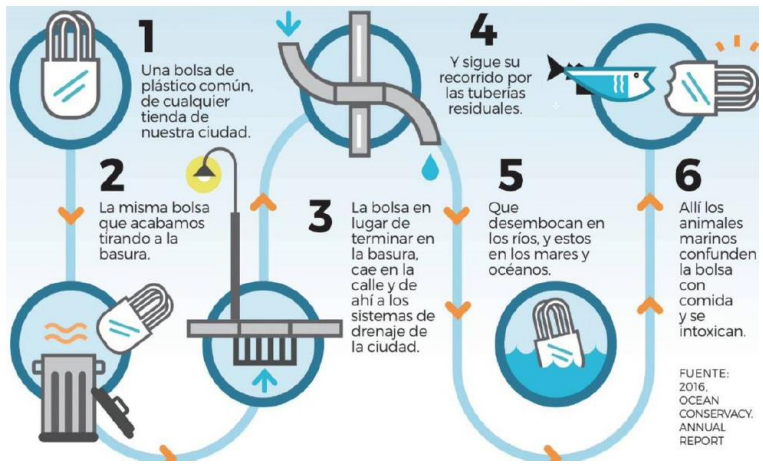 1
Una bolsa de
plástico común,
de cualquier
tienda de
nuestra ciudad.
2
La misma bolsa
que acabamos
tirando a la
basura.
3
La bolsa en
lugar de
terminar en
la basura,
cae en la
calle y de
ahí a los
sistemas de
drenaje de
la ciudad.
4
Y sigue su
recorrido por
las tuberías
residuales.
5
Que
desembocan en
los ríos, y estos
en los mares y
océanos.
6
Allí los
animales
marinos
confunden
la bolsa
con
comida
y se
intoxican.
FUENTE:
2016,
OCEAN
CONSERVACY.
ANNUAL
REPORT